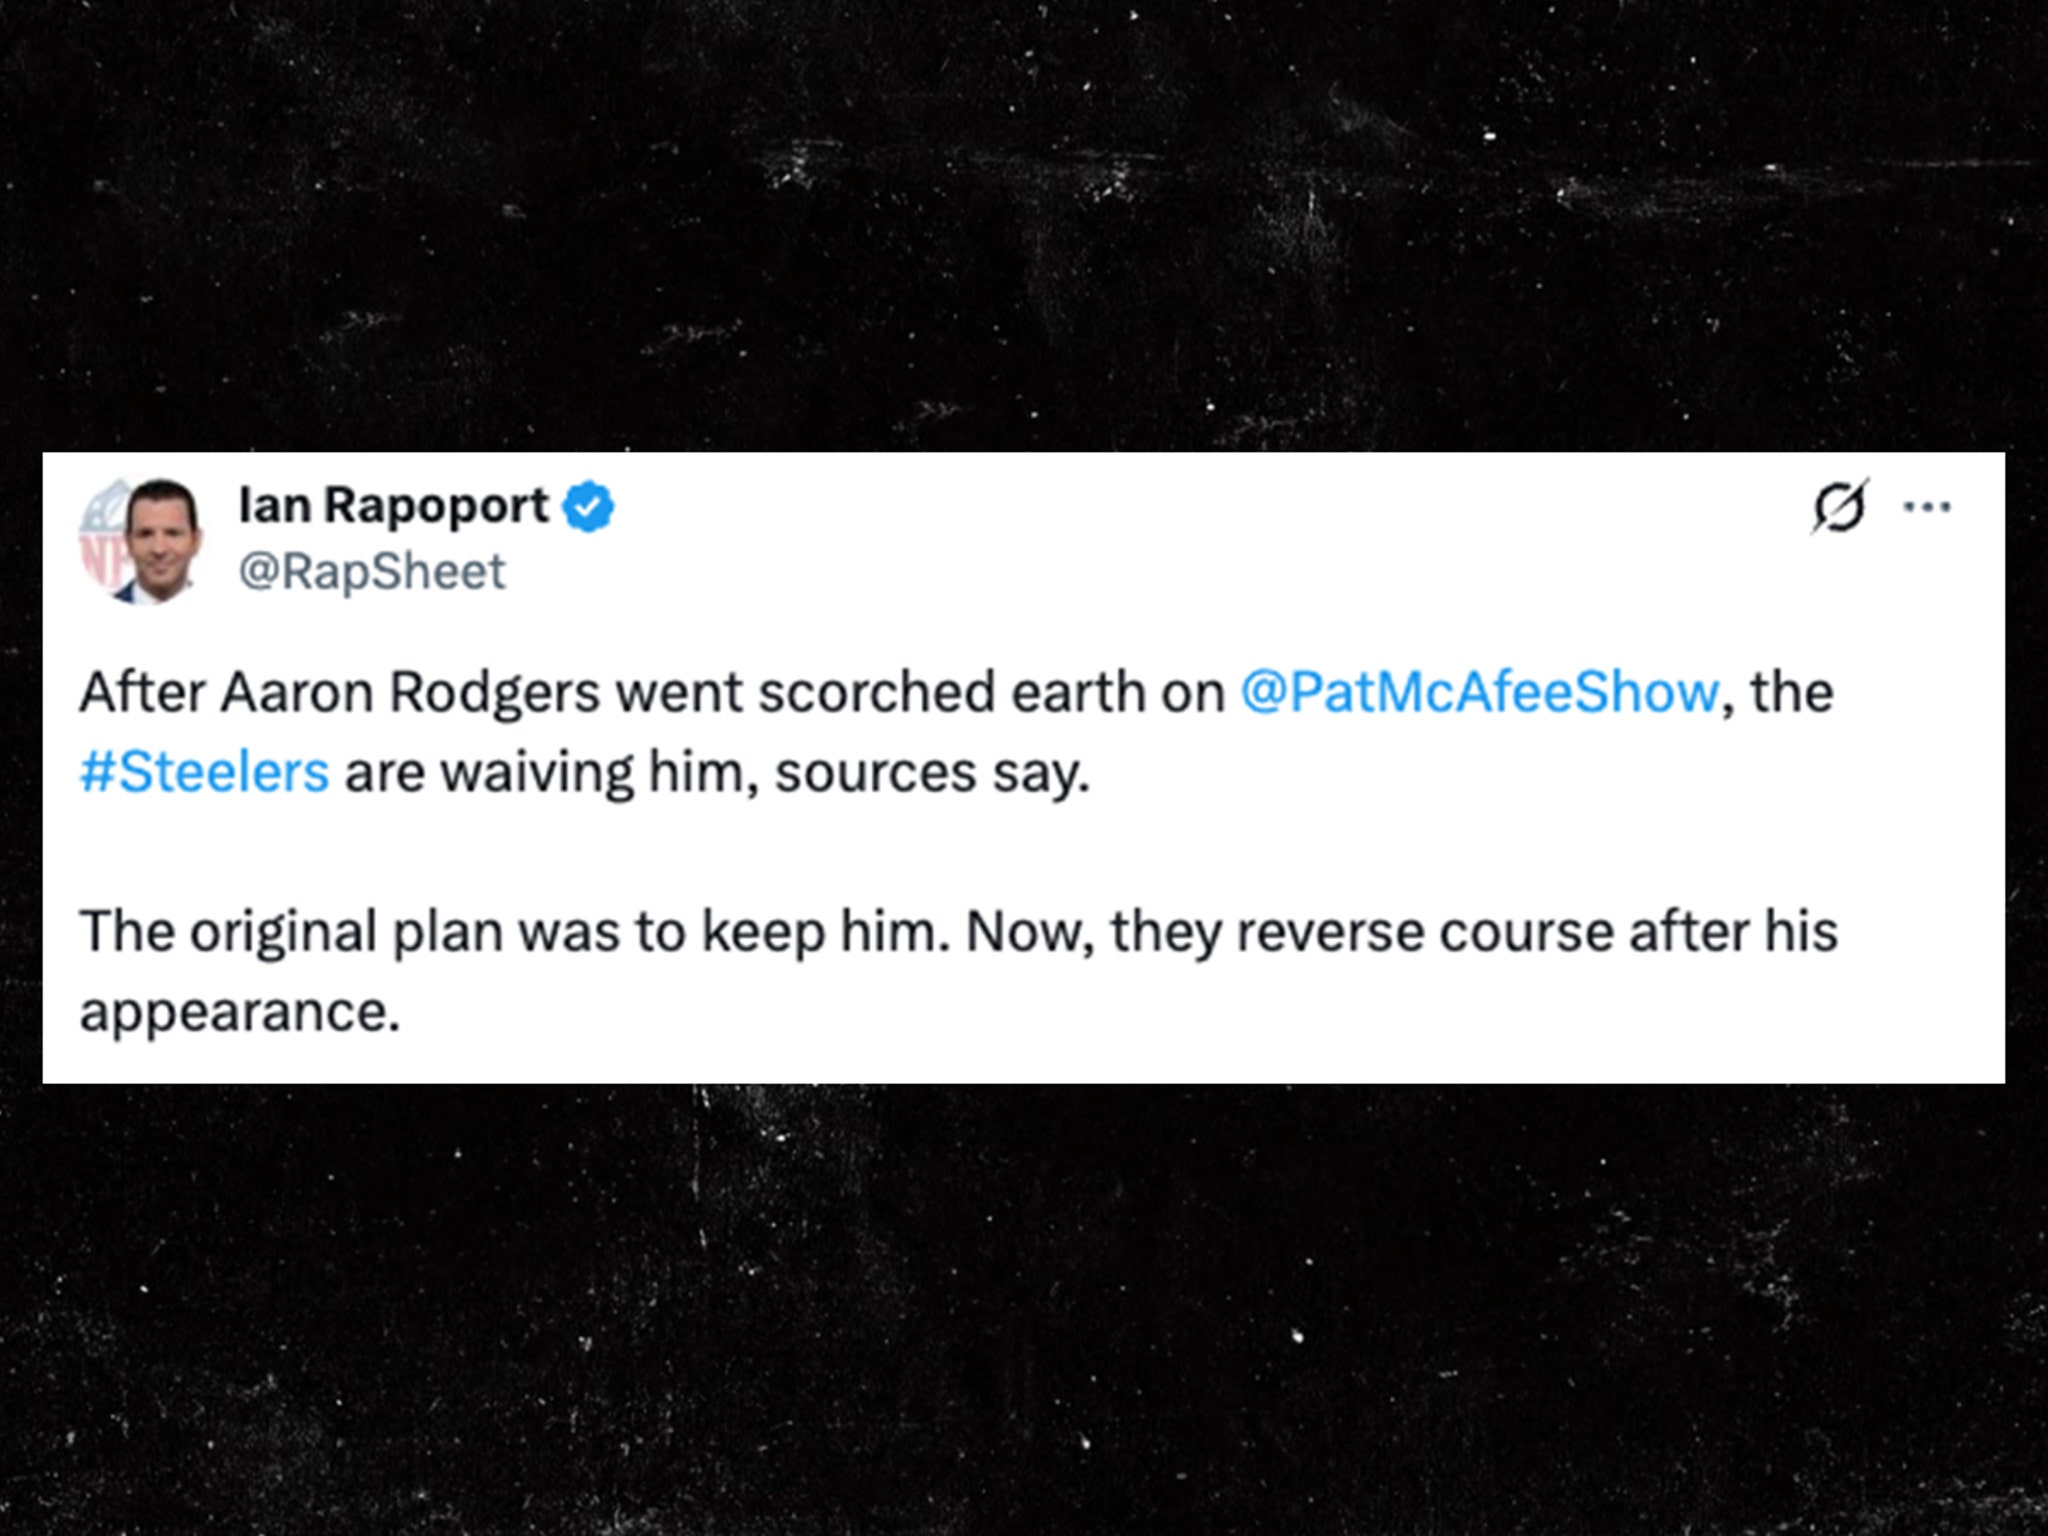 Ian Rapoport
@RapSheet
After Aaron Rodgers went scorched earth on @PatMcAfeeShow, the
#Steelers are waiving him, sources say.
The original plan was to keep him. Now, they reverse course after his
appearance.